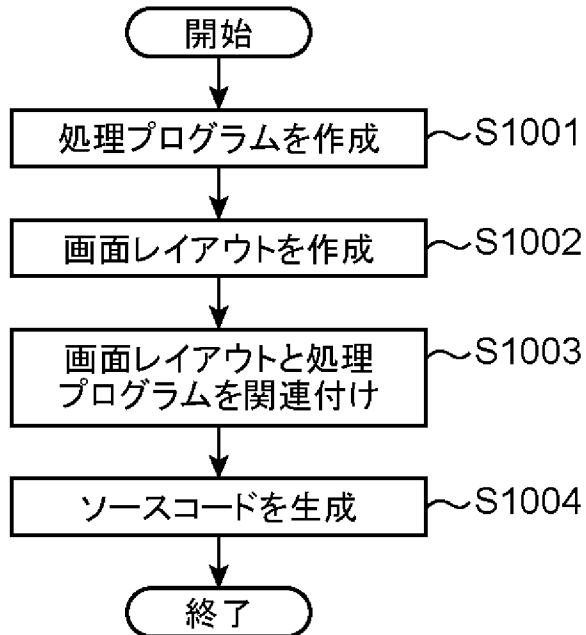 開始
処理プログラムを作成
S1001
画面レイアウトを作成
S1002
画面レイアウトと処理
プログラムを関連付け
S1003
ソースコードを生成
S1004
終了